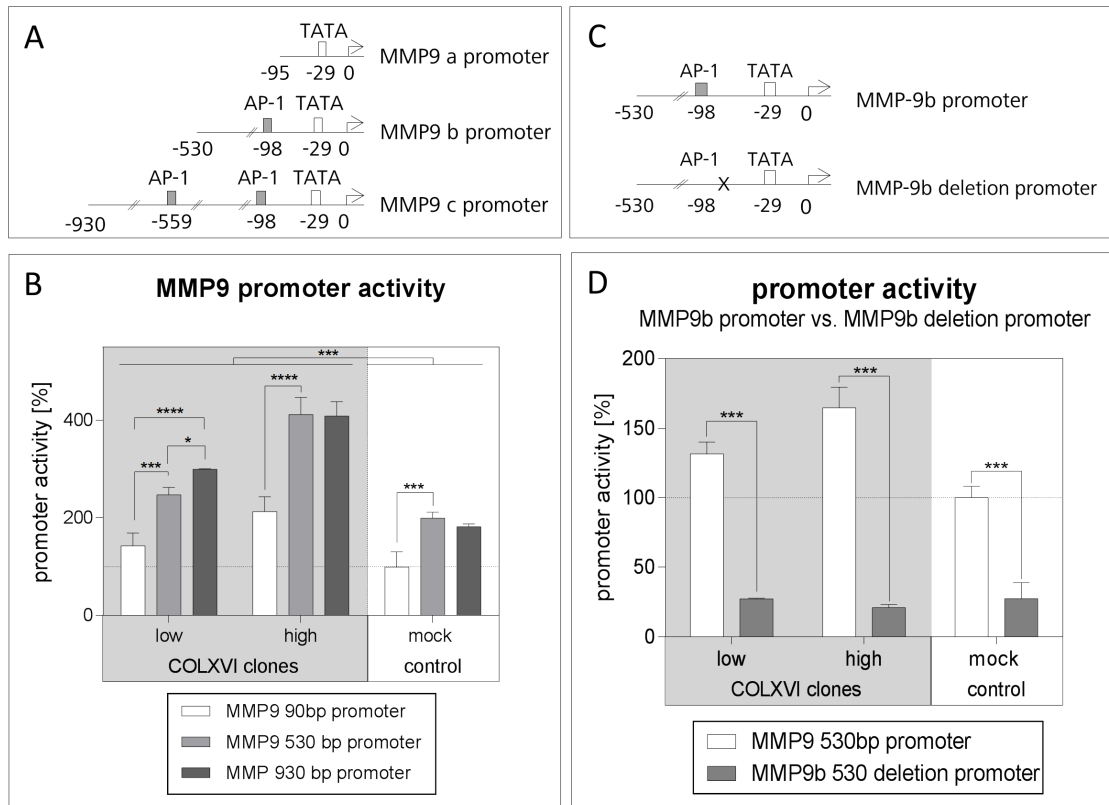 A
TATA
-95 -29 0
MMP9 a promoter
AP-1 TATA
-530 -98 -29 0
MMP9 b promoter
AP-1 AP-1 TATA
-930 -559 -98 -29 0
MMP9 c promoter
B
MMP9 promoter activity
promoter activity [%]
400
200
0
***
****
*
***
****
***
low high mock
COLXVI clones control
MMP9 90bp promoter
MMP9 530 bp promoter
MMP 930 bp promoter
C
AP-1 TATA
-530 -98 -29 0
MMP-9b promoter
AP-1 TATA
X
-530 -98 -29 0
MMP-9b deletion promoter
D
promoter activity
MMP9b promoter vs. MMP9b deletion promoter
promoter activity [%]
200
150
100
50
0
***
***
***
low high mock
COLXVI clones control
MMP9 530bp promoter
MMP9b 530 deletion promoter